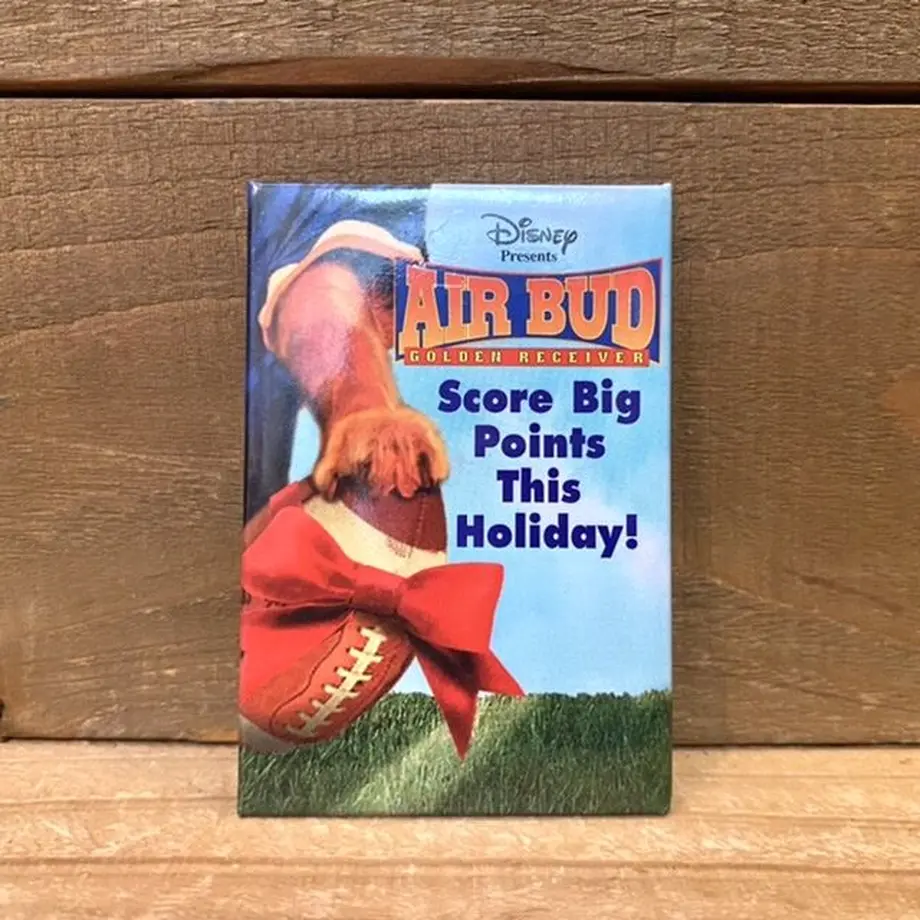 Disney
Presents
AIR BUD
GOLDEN RECEIVER
Score Big
Points
This
Holiday!